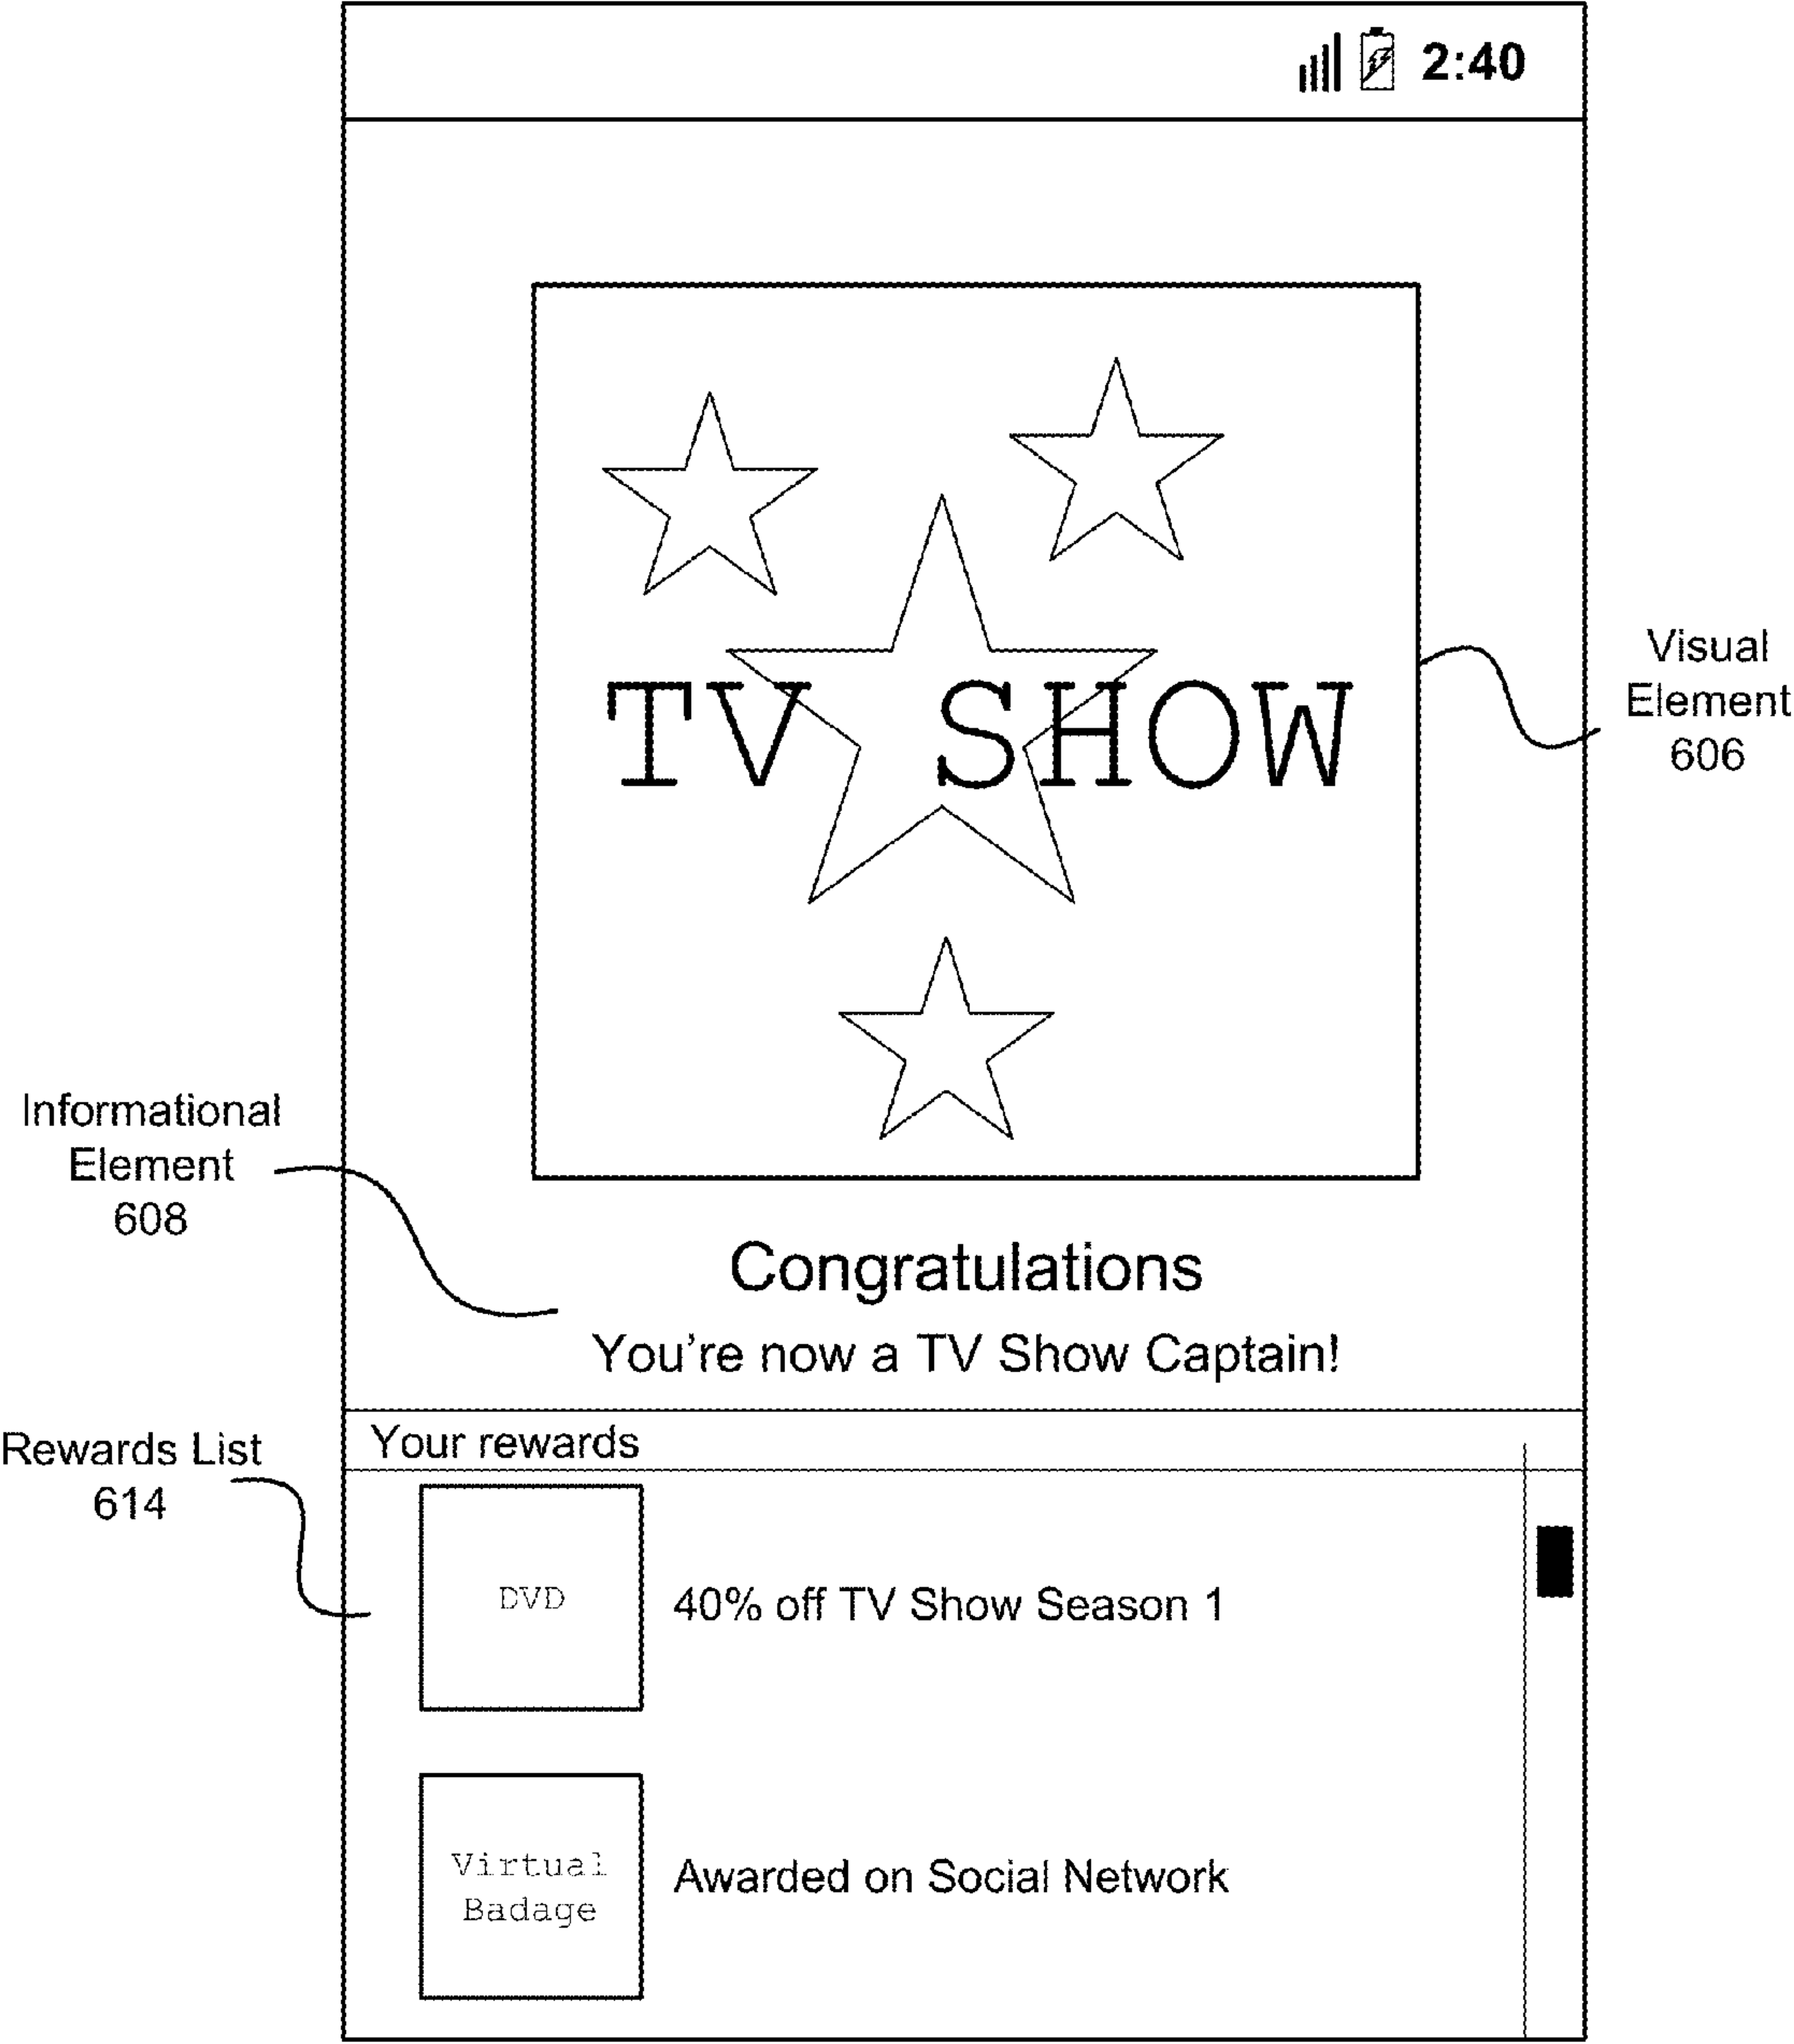 2:40
TV SHOW
Visual
Element
606
Informational
Element
608
Congratulations
You're now a TV Show Captain!
Rewards List
614
Your rewards
DVD
40% off TV Show Season 1
Virtual
Badage
Awarded on Social Network